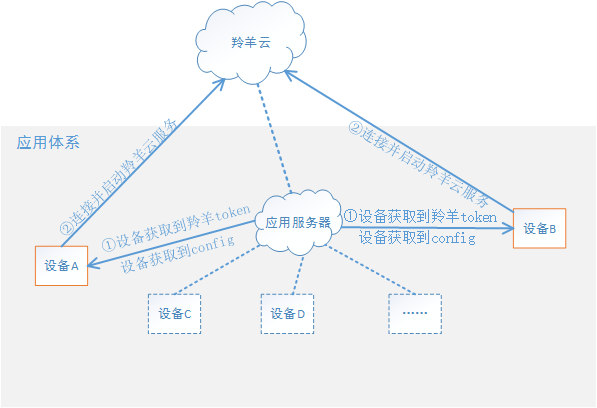 羚羊云
应用体系
②连接并启动羚羊云服务
②连接并启动羚羊云服务
①设备获取到羚羊token
设备获取到config
应用服务器
①设备获取到羚羊token
设备获取到config
设备A
设备B
设备C
设备D
……